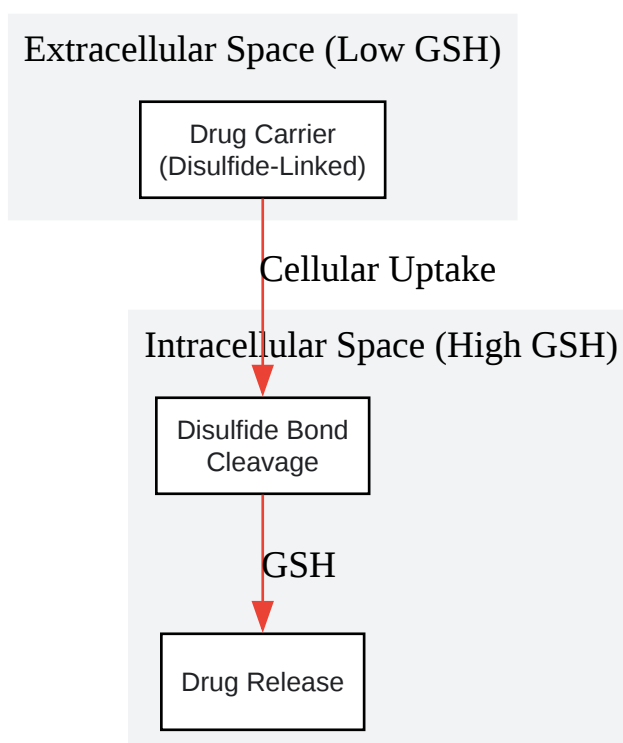 Extracellular Space (Low GSH)
Drug Carrier
(Disulfide-Linked)
Cellular Uptake
Intracellular Space (High GSH)
Disulfide Bond
Cleavage
GSH
Drug Release